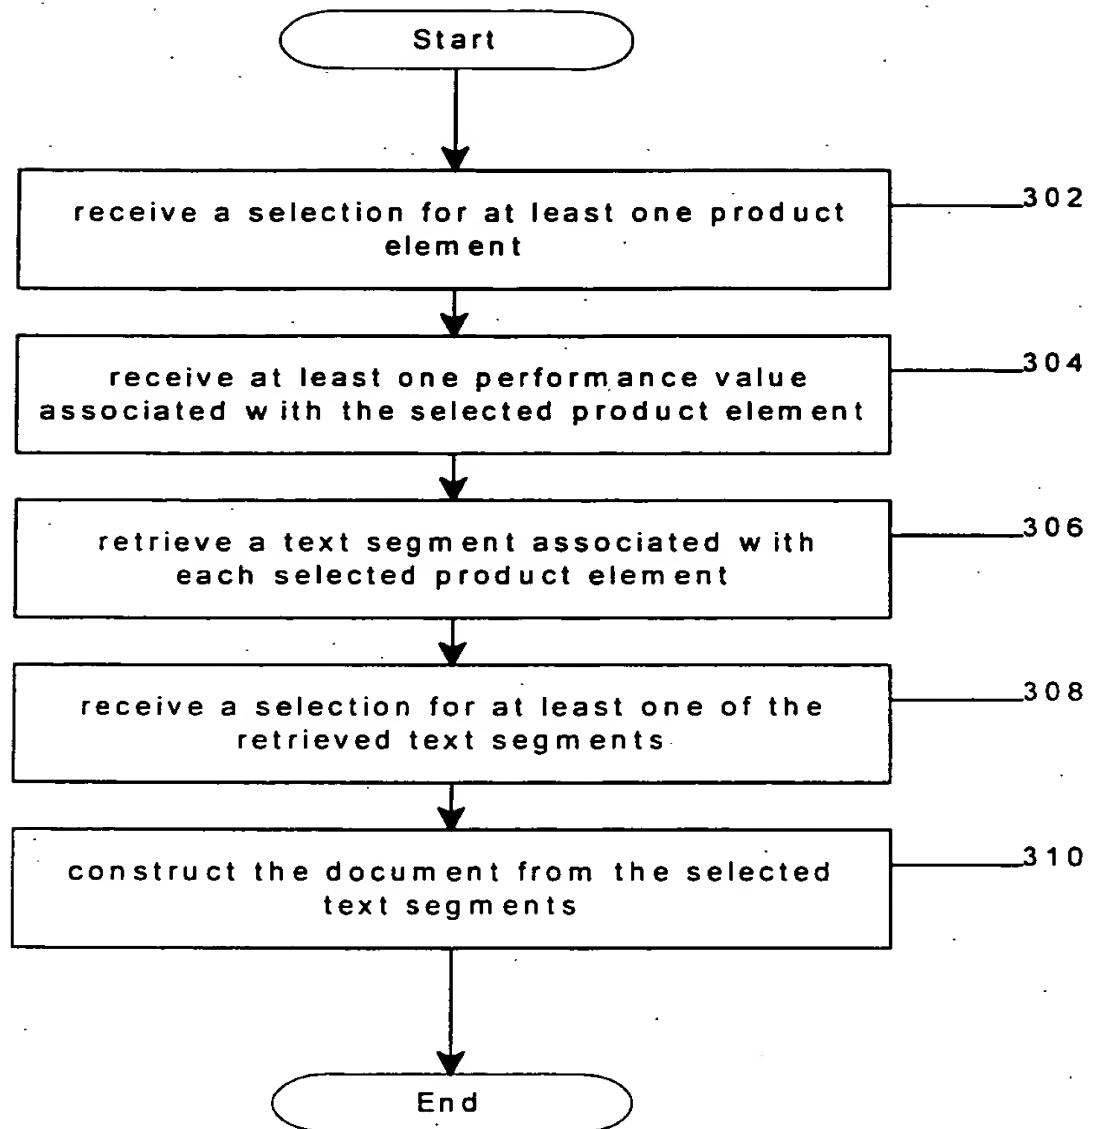 Start
receive a selection for at least one product
element
302
receive at least one performance value
associated with the selected product element
304
retrieve a text segment associated with
each selected product element
306
receive a selection for at least one of the
retrieved text segments
308
construct the document from the selected
text segments
310
End